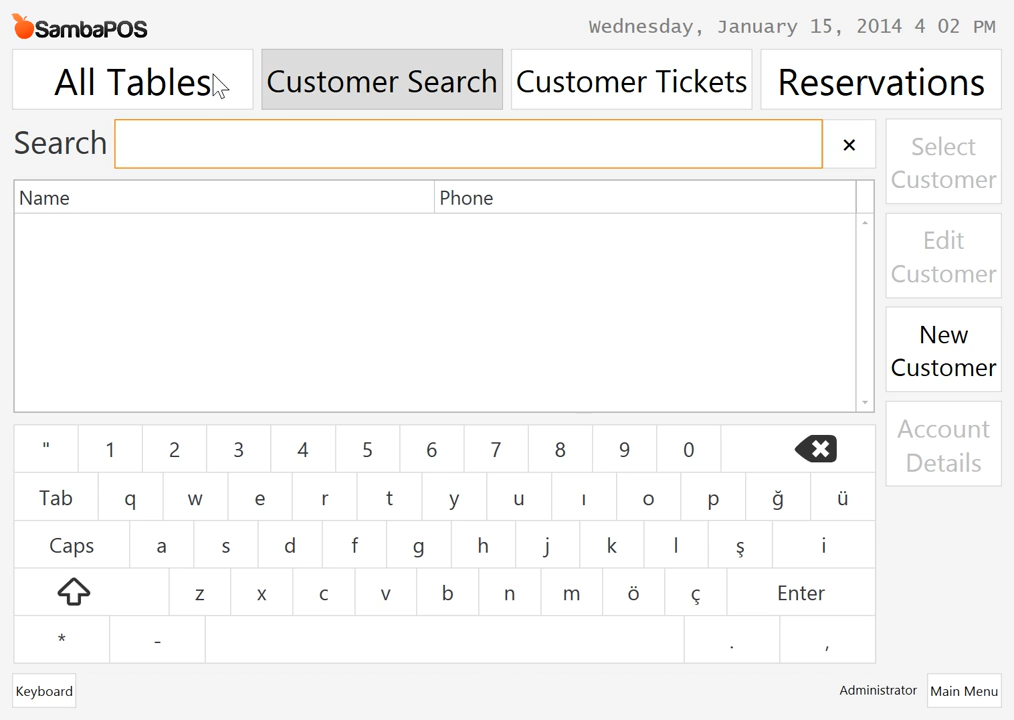 SambaPOS
Wednesday, January 15, 2014 4 02 PM
All Tables
Customer Search
Customer Tickets
Reservations
Search
×
Select
Customer
Name
Phone
Edit
Customer
New
Customer
Account
Details
" 1 2 3 4 5 6 7 8 9 0
Tab q w e r t y u ı o p ğ ü
Caps a s d f g h j k l ş i
z x c v b n m ö ç Enter
* - . ,
Keyboard
Administrator
Main Menu